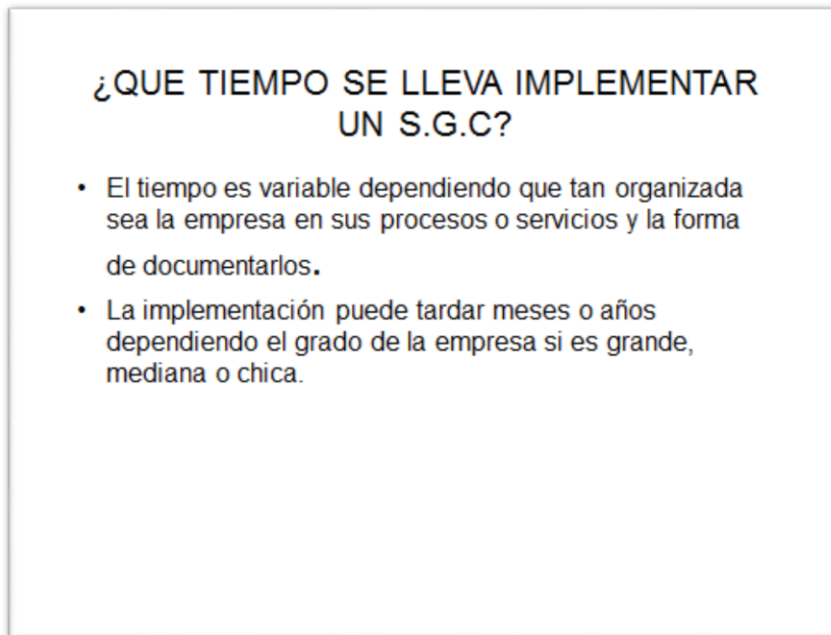 ¿QUE TIEMPO SE LLEVA IMPLEMENTAR
UN S.G.C?
• El tiempo es variable dependiendo que tan organizada
sea la empresa en sus procesos o servicios y la forma
de documentarlos.
• La implementación puede tardar meses o años
dependiendo el grado de la empresa si es grande,
mediana o chica.